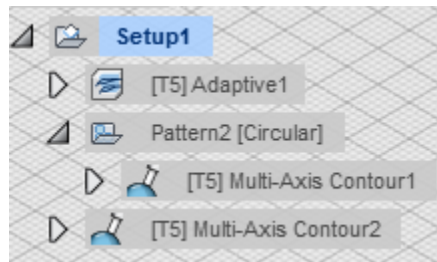 Setup1
[T5] Adaptive1
Pattern2 [Circular]
[T5] Multi-Axis Contour1
[T5] Multi-Axis Contour2